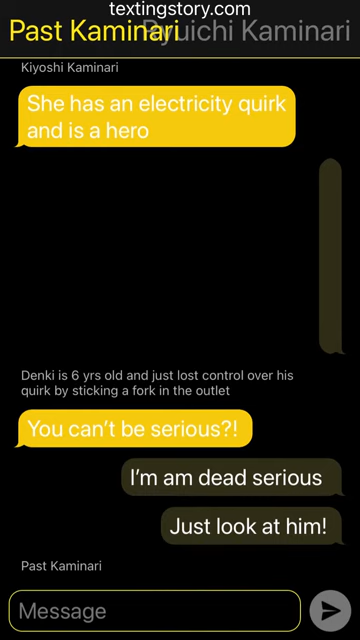 textingstory.com
Past Kaminari Ryuichi Kaminari
Kiyoshi Kaminari
She has an electricity quirk
and is a hero
Denki is 6 yrs old and just lost control over his
quirk by sticking a fork in the outlet
You can't be serious?!
I'm am dead serious
Just look at him!
Past Kaminari
Message